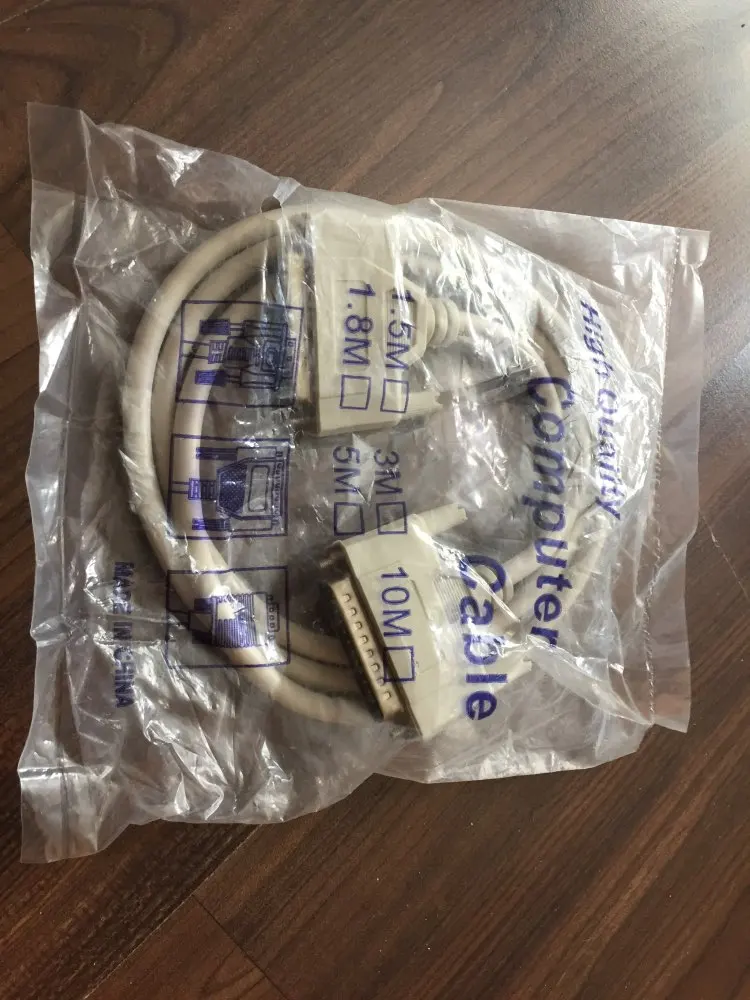 High Quality
Computer
Cable
1.5M
3M
10M
1.8M
5M
MADE IN CHINA